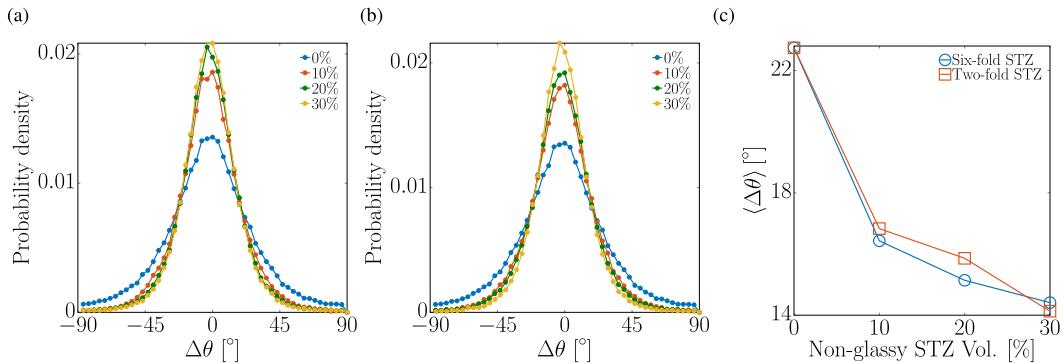 (a)
Probability density
0.02
0.01
0
0%
10%
20%
30%
−90
−45
0
45
90
Δθ [°]
(b)
Probability density
0.02
0.01
0
0%
10%
20%
30%
−90
−45
0
45
90
Δθ [°]
(c)
⟨Δθ⟩ [°]
22
18
14
Six-fold STZ
Two-fold STZ
0
10
20
30
Non-glassy STZ Vol. [%]